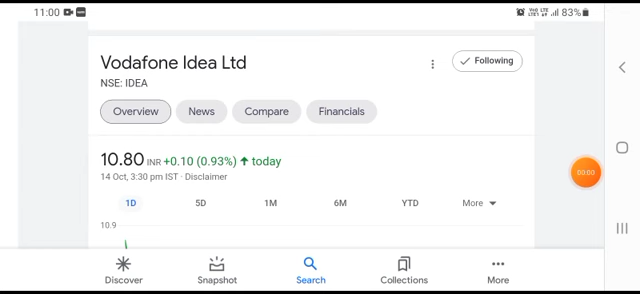 11:00 83%
Vodafone Idea Ltd
Following
NSE: IDEA
Overview News Compare Financials
10.80 INR +0.10 (0.93%) ↑ today
14 Oct, 3:30 pm IST · Disclaimer
1D 5D 1M 6M YTD More
10.9
00:00
Discover Snapshot Search Collections More